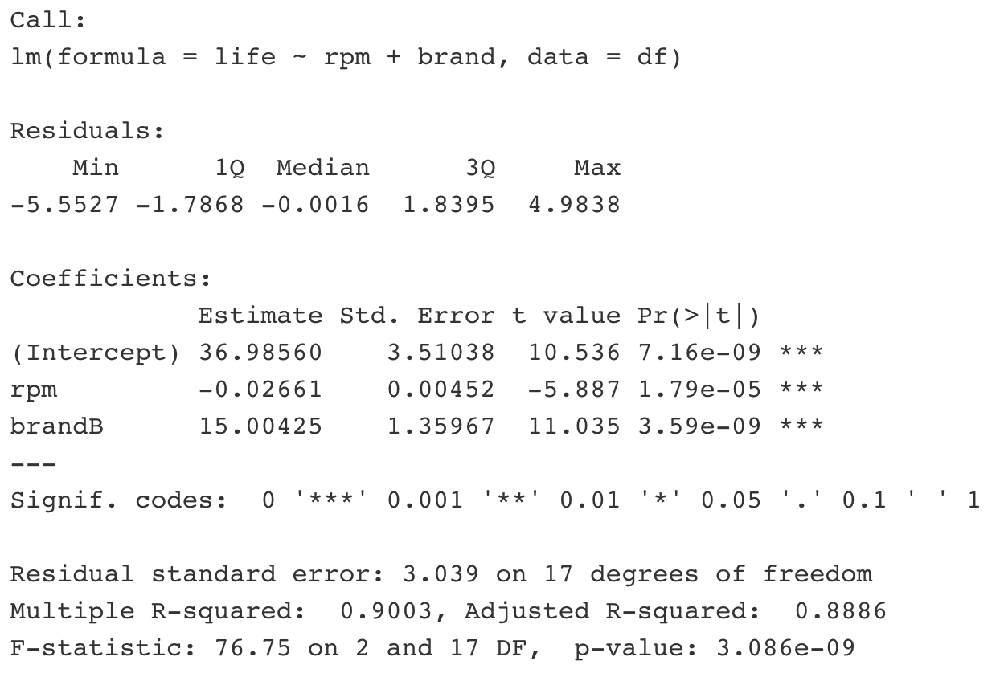 Call:
lm(formula = life ~ rpm + brand, data = df)
Residuals:
    Min      1Q  Median      3Q     Max
-5.5527 -1.7868 -0.0016  1.8395  4.9838
Coefficients:
            Estimate Std. Error t value Pr(>|t|)
(Intercept) 36.98560    3.51038  10.536 7.16e-09 ***
rpm         -0.02661    0.00452  -5.887 1.79e-05 ***
brandB      15.00425    1.35967  11.035 3.59e-09 ***
---
Signif. codes:  0 '***' 0.001 '**' 0.01 '*' 0.05 '.' 0.1 ' ' 1
Residual standard error: 3.039 on 17 degrees of freedom
Multiple R-squared:  0.9003, Adjusted R-squared:  0.8886
F-statistic: 76.75 on 2 and 17 DF,  p-value: 3.086e-09